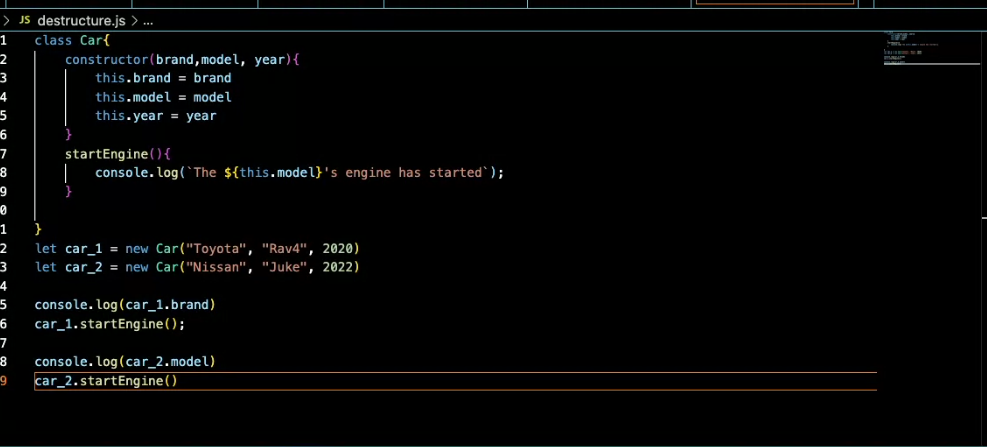 > JS destructure.js > ...
1 class Car{
2 constructor(brand,model, year){
3 this.brand = brand
4 this.model = model
5 this.year = year
6 }
7 startEngine(){
8 console.log(`The ${this.model}'s engine has started`);
9 }
0
1 }
2 let car_1 = new Car("Toyota", "Rav4", 2020)
3 let car_2 = new Car("Nissan", "Juke", 2022)
4
5 console.log(car_1.brand)
6 car_1.startEngine();
7
8 console.log(car_2.model)
9 car_2.startEngine()